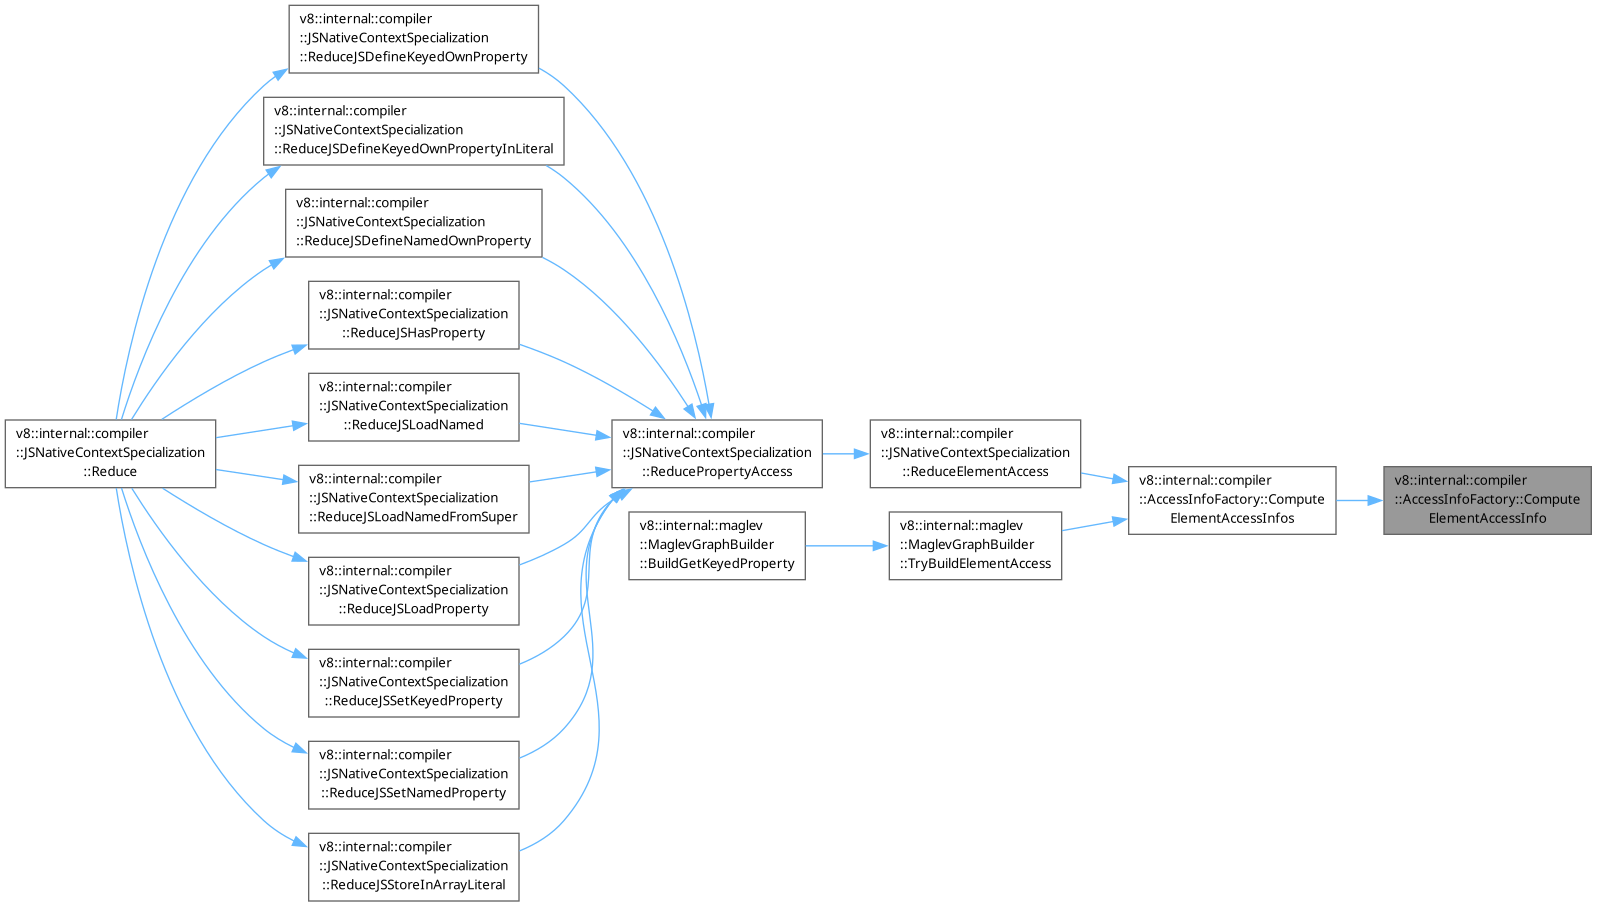 v8::internal::compiler
::JSNativeContextSpecialization
::ReduceJSDefineKeyedOwnProperty
v8::internal::compiler
::JSNativeContextSpecialization
::ReduceJSDefineKeyedOwnPropertyInLiteral
v8::internal::compiler
::JSNativeContextSpecialization
::ReduceJSDefineNamedOwnProperty
v8::internal::compiler
::JSNativeContextSpecialization
::ReduceJSHasProperty
v8::internal::compiler
::JSNativeContextSpecialization
::ReduceJSLoadNamed
v8::internal::compiler
::JSNativeContextSpecialization
::Reduce
v8::internal::compiler
::JSNativeContextSpecialization
::ReducePropertyAccess
v8::internal::compiler
::JSNativeContextSpecialization
::ReduceElementAccess
v8::internal::compiler
::AccessInfoFactory::Compute
ElementAccessInfos
v8::internal::compiler
::AccessInfoFactory::Compute
ElementAccessInfo
v8::internal::compiler
::JSNativeContextSpecialization
::ReduceJSLoadNamedFromSuper
v8::internal::maglev
::MaglevGraphBuilder
::BuildGetKeyedProperty
v8::internal::maglev
::MaglevGraphBuilder
::TryBuildElementAccess
v8::internal::compiler
::JSNativeContextSpecialization
::ReduceJSLoadProperty
v8::internal::compiler
::JSNativeContextSpecialization
::ReduceJSSetKeyedProperty
v8::internal::compiler
::JSNativeContextSpecialization
::ReduceJSSetNamedProperty
v8::internal::compiler
::JSNativeContextSpecialization
::ReduceJSStoreInArrayLiteral